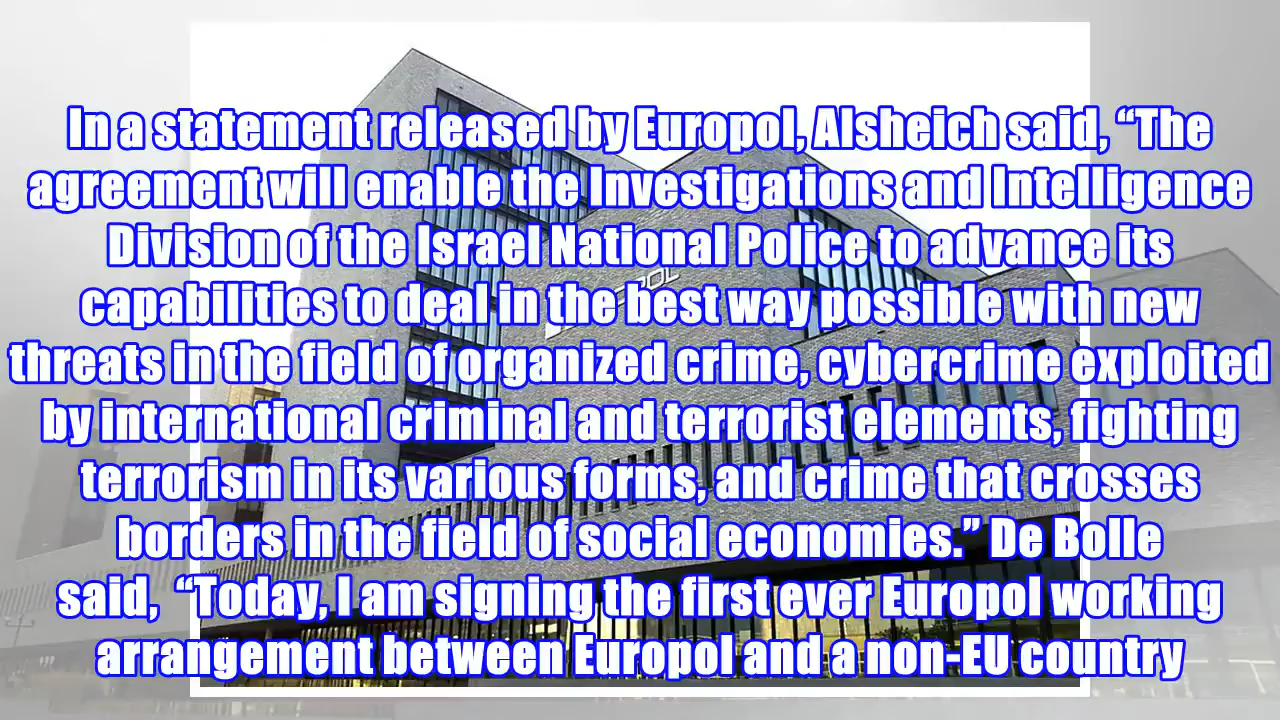 In a statement released by Europol, Alsheich said, “The
agreement will enable the Investigations and Intelligence
Division of the Israel National Police to advance its
capabilities to deal in the best way possible with new
threats in the field of organized crime, cybercrime exploited
by international criminal and terrorist elements, fighting
terrorism in its various forms, and crime that crosses
borders in the field of social economies.” De Bolle
said,  “Today, I am signing the first ever Europol working
arrangement between Europol and a non-EU country